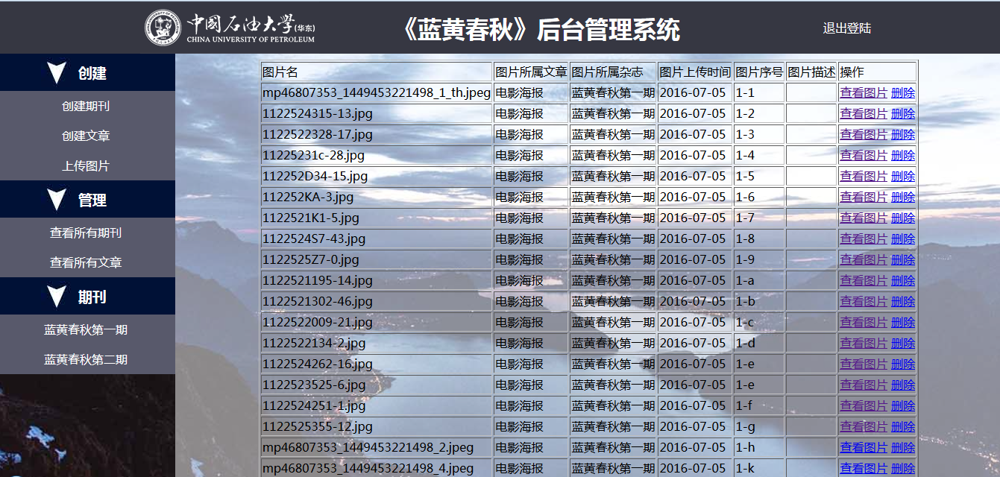 中国石油大学(华东)
CHINA UNIVERSITY OF PETROLEUM
《蓝黄春秋》后台管理系统
退出登陆
创建
创建期刊
创建文章
上传图片
管理
查看所有期刊
查看所有文章
期刊
蓝黄春秋第一期
蓝黄春秋第二期
图片名 图片所属文章 图片所属杂志 图片上传时间 图片序号 图片描述 操作
mp46807353_1449453221498_1_th.jpeg 电影海报 蓝黄春秋第一期 2016-07-05 1-1 查看图片 删除
1122524315-13.jpg 电影海报 蓝黄春秋第一期 2016-07-05 1-2 查看图片 删除
1122522328-17.jpg 电影海报 蓝黄春秋第一期 2016-07-05 1-3 查看图片 删除
11225231c-28.jpg 电影海报 蓝黄春秋第一期 2016-07-05 1-4 查看图片 删除
112252D34-15.jpg 电影海报 蓝黄春秋第一期 2016-07-05 1-5 查看图片 删除
112252KA-3.jpg 电影海报 蓝黄春秋第一期 2016-07-05 1-6 查看图片 删除
1122521K1-5.jpg 电影海报 蓝黄春秋第一期 2016-07-05 1-7 查看图片 删除
1122524S7-43.jpg 电影海报 蓝黄春秋第一期 2016-07-05 1-8 查看图片 删除
1122525Z7-0.jpg 电影海报 蓝黄春秋第一期 2016-07-05 1-9 查看图片 删除
1122521195-14.jpg 电影海报 蓝黄春秋第一期 2016-07-05 1-a 查看图片 删除
1122521302-46.jpg 电影海报 蓝黄春秋第一期 2016-07-05 1-b 查看图片 删除
1122522009-21.jpg 电影海报 蓝黄春秋第一期 2016-07-05 1-c 查看图片 删除
1122522134-2.jpg 电影海报 蓝黄春秋第一期 2016-07-05 1-d 查看图片 删除
1122524262-16.jpg 电影海报 蓝黄春秋第一期 2016-07-05 1-e 查看图片 删除
1122523525-6.jpg 电影海报 蓝黄春秋第一期 2016-07-05 1-e 查看图片 删除
1122524251-1.jpg 电影海报 蓝黄春秋第一期 2016-07-05 1-f 查看图片 删除
1122525355-12.jpg 电影海报 蓝黄春秋第一期 2016-07-05 1-g 查看图片 删除
mp46807353_1449453221498_2.jpeg 电影海报 蓝黄春秋第一期 2016-07-05 1-h 查看图片 删除
mp46807353_1449453221498_4.jpeg 电影海报 蓝黄春秋第一期 2016-07-05 1-k 查看图片 删除